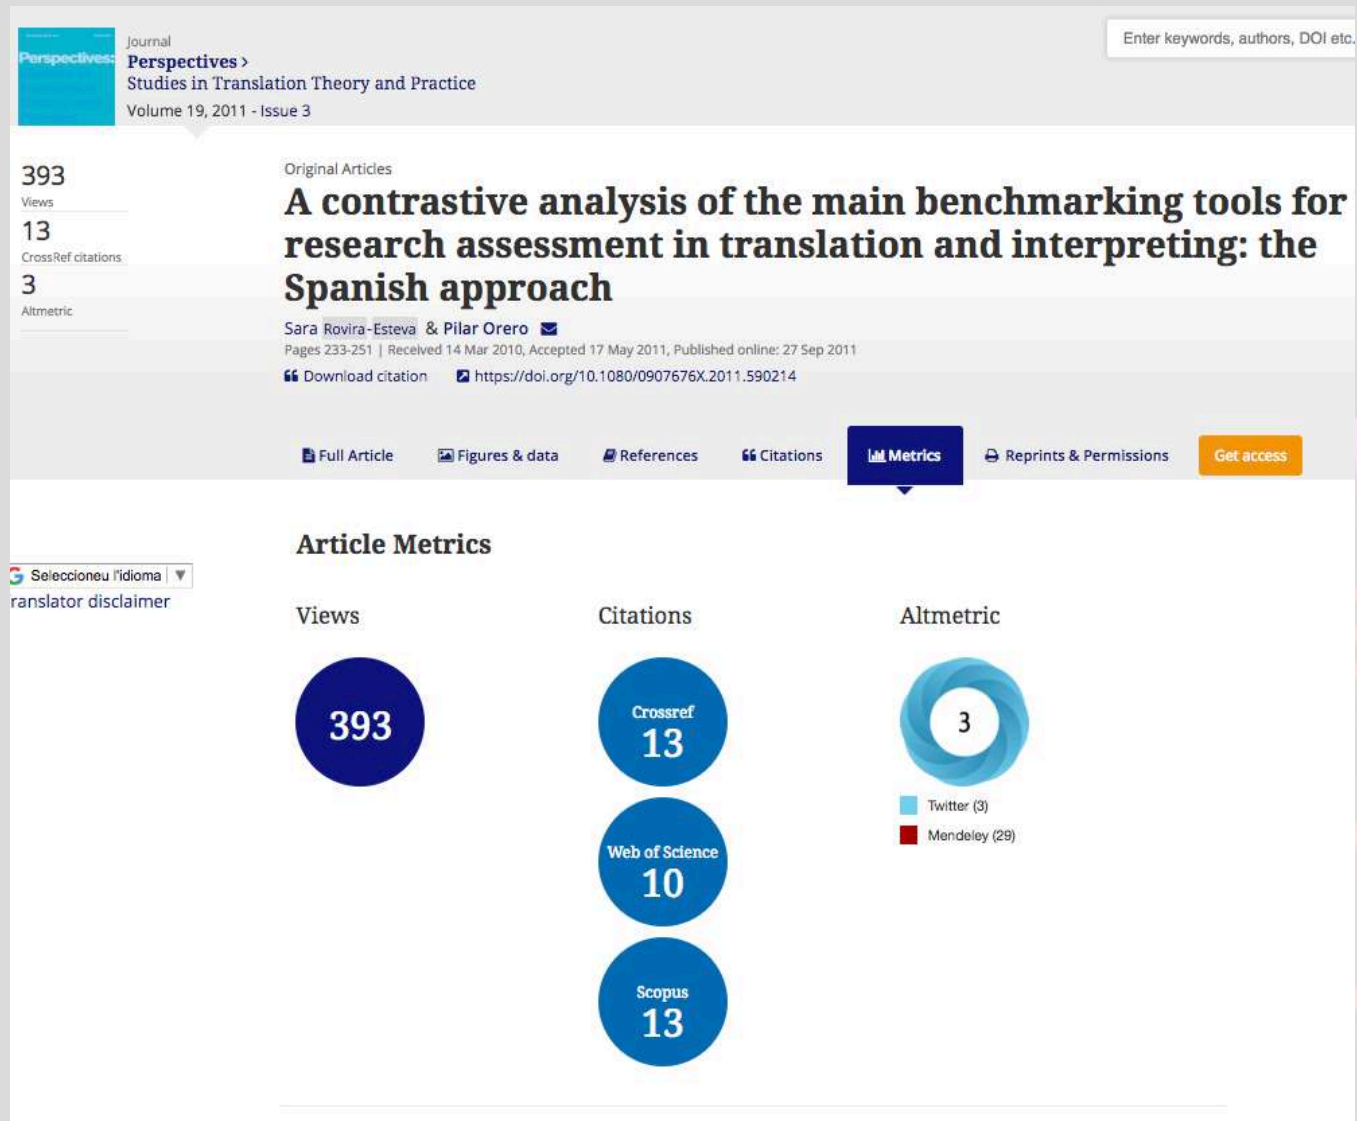 Perspectives:
Journal
Perspectives >
Studies in Translation Theory and Practice
Volume 19, 2011 - Issue 3
Enter keywords, authors, DOI etc.
393
Views
13
CrossRef citations
3
Altmetric
Original Articles
A contrastive analysis of the main benchmarking tools for
research assessment in translation and interpreting: the
Spanish approach
Sara Rovira-Esteva & Pilar Orero
Pages 233-251 | Received 14 Mar 2010, Accepted 17 May 2011, Published online: 27 Sep 2011
Download citation https://doi.org/10.1080/0907676X.2011.590214
Full Article Figures & data References Citations Metrics Reprints & Permissions Get access
Article Metrics
G Seleccioneu l'idioma ▼
ranslator disclaimer
Views Citations Altmetric
393
Crossref
13
Web of Science
10
Scopus
13
3
Twitter (3)
Mendeley (29)